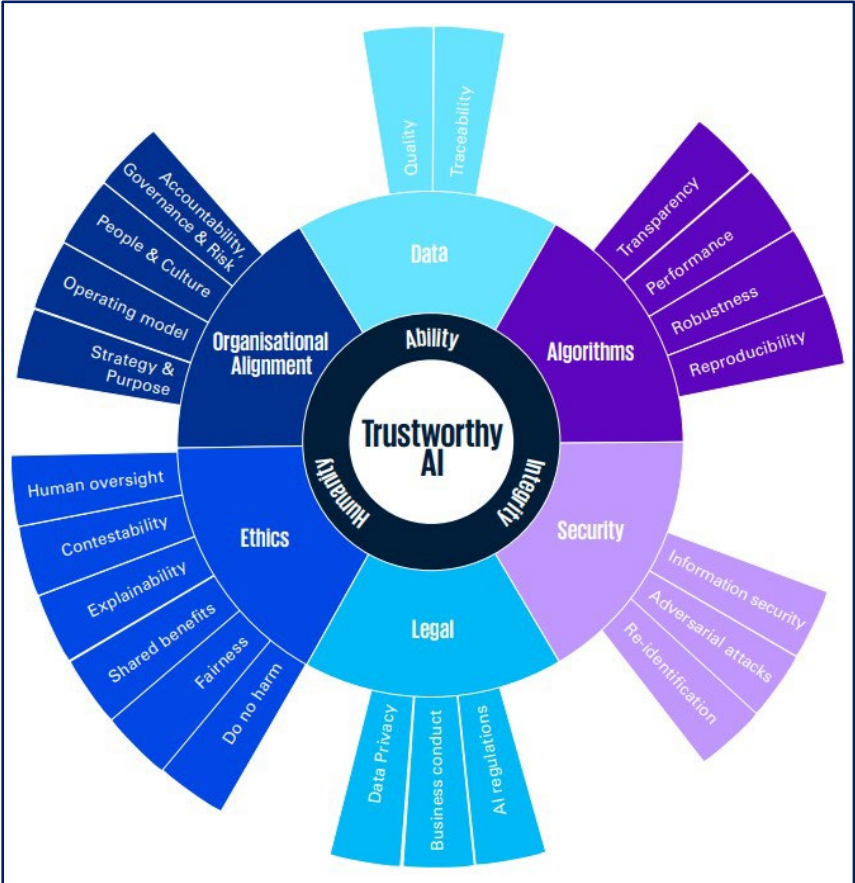 Trustworthy
AI
Ability
Integrity
Humanity
Data
Quality
Traceability
Algorithms
Transparency
Performance
Robustness
Reproducibility
Security
Information security
Adversarial attacks
Re-identification
Legal
AI regulations
Business conduct
Data Privacy
Ethics
Do no harm
Fairness
Shared benefits
Explainability
Contestability
Human oversight
Organisational
Alignment
Strategy &
Purpose
Operating model
People & Culture
Accountability,
Governance & Risk